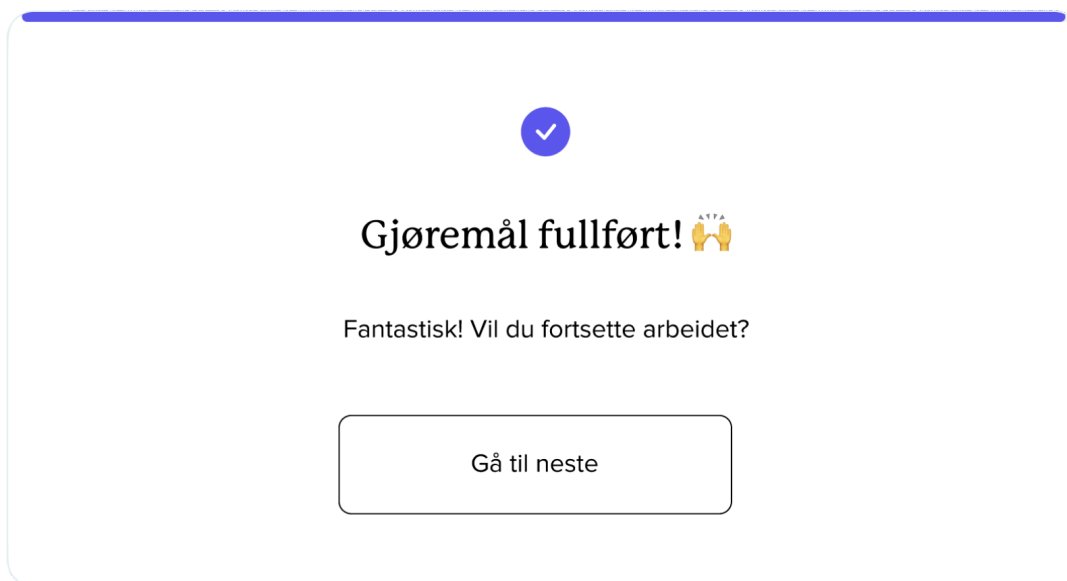 Gjøremål fullført! 🙌
Fantastisk! Vil du fortsette arbeidet?
Gå til neste